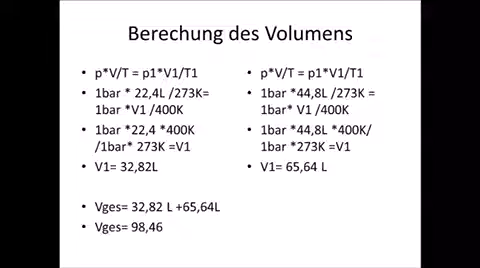 Berechung des Volumens
• p*V/T = p1*V1/T1
• 1bar * 22,4L /273K=
1bar *V1 /400K
• 1bar *22,4 *400K
/1bar* 273K =V1
• V1= 32,82L
• Vges= 32,82 L +65,64L
• Vges= 98,46
• p*V/T = p1*V1/T1
• 1bar *44,8L /273K =
1bar* V1 /400K
• 1bar *44,8L *400K/
1bar *273K =V1
• V1= 65,64 L